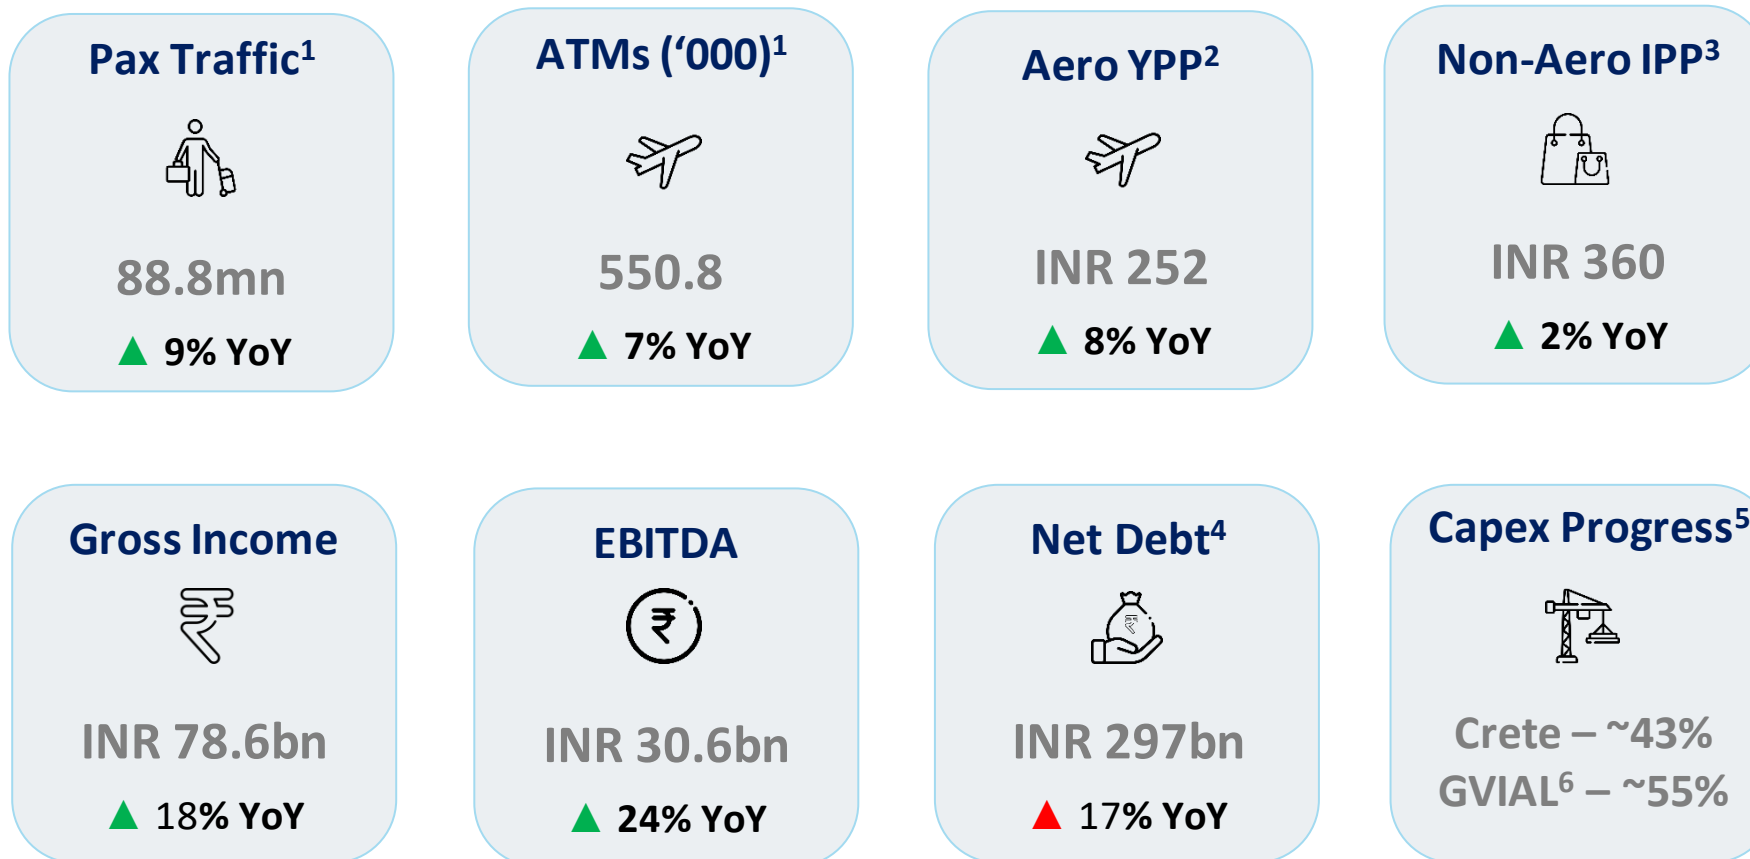 Pax Traffic¹
88.8mn
▲ 9% YoY
ATMs (‘000)¹
550.8
▲ 7% YoY
Aero YPP²
INR 252
▲ 8% YoY
Non-Aero IPP³
INR 360
▲ 2% YoY
Gross Income
INR 78.6bn
▲ 18% YoY
EBITDA
INR 30.6bn
▲ 24% YoY
Net Debt⁴
INR 297bn
▲ 17% YoY
Capex Progress⁵
Crete – ~43%
GVIAL⁶ – ~55%